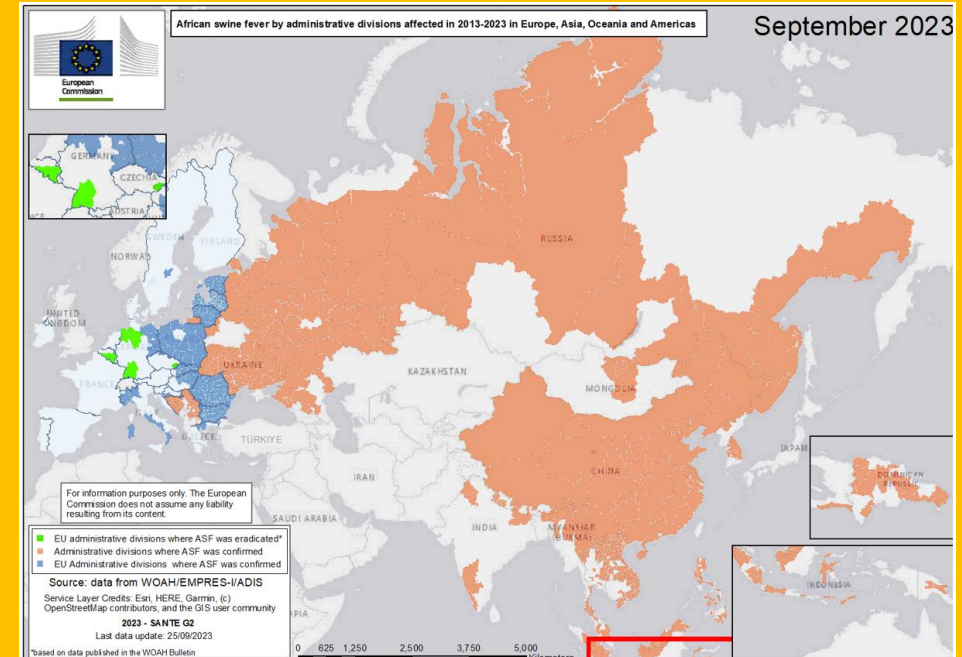 African swine fever by administrative divisions affected in 2013-2023 in Europe, Asia, Oceania and Americas
September 2023
European
Commission
GERMANY
CZECHIA
AUSTRIA
SWEDEN
FINLAND
NORWAY
RUSSIA
UNITED
KINGDOM
UKRAINE
FRANCE
KAZAKHSTAN
MONGOLIA
GREECE
TÜRKIYE
JAPAN
CHINA
IRAN
DOMINICAN
REPUBLIC
For information purposes only. The European
Commission does not assume any liability
resulting from its content.
SAUDI ARABIA
INDIA
MYANMAR
BURMA)
EU administrative divisions where ASF was eradicated*
Administrative divisions where ASF was confirmed
EU Administrative divisions where ASF was confirmed
INDONESIA
Source: data from WOAH/EMPRES-I/ADIS
Service Layer Credits: Esri, HERE, Garmin, (c)
OpenStreetMap contributors, and the GIS user community
2023 - SANTE G2
Last data update: 25/09/2023
*based on data published in the WOAH Bulletin
OPIA
0 625 1,250 2,500 3,750 5,000
Kilometers